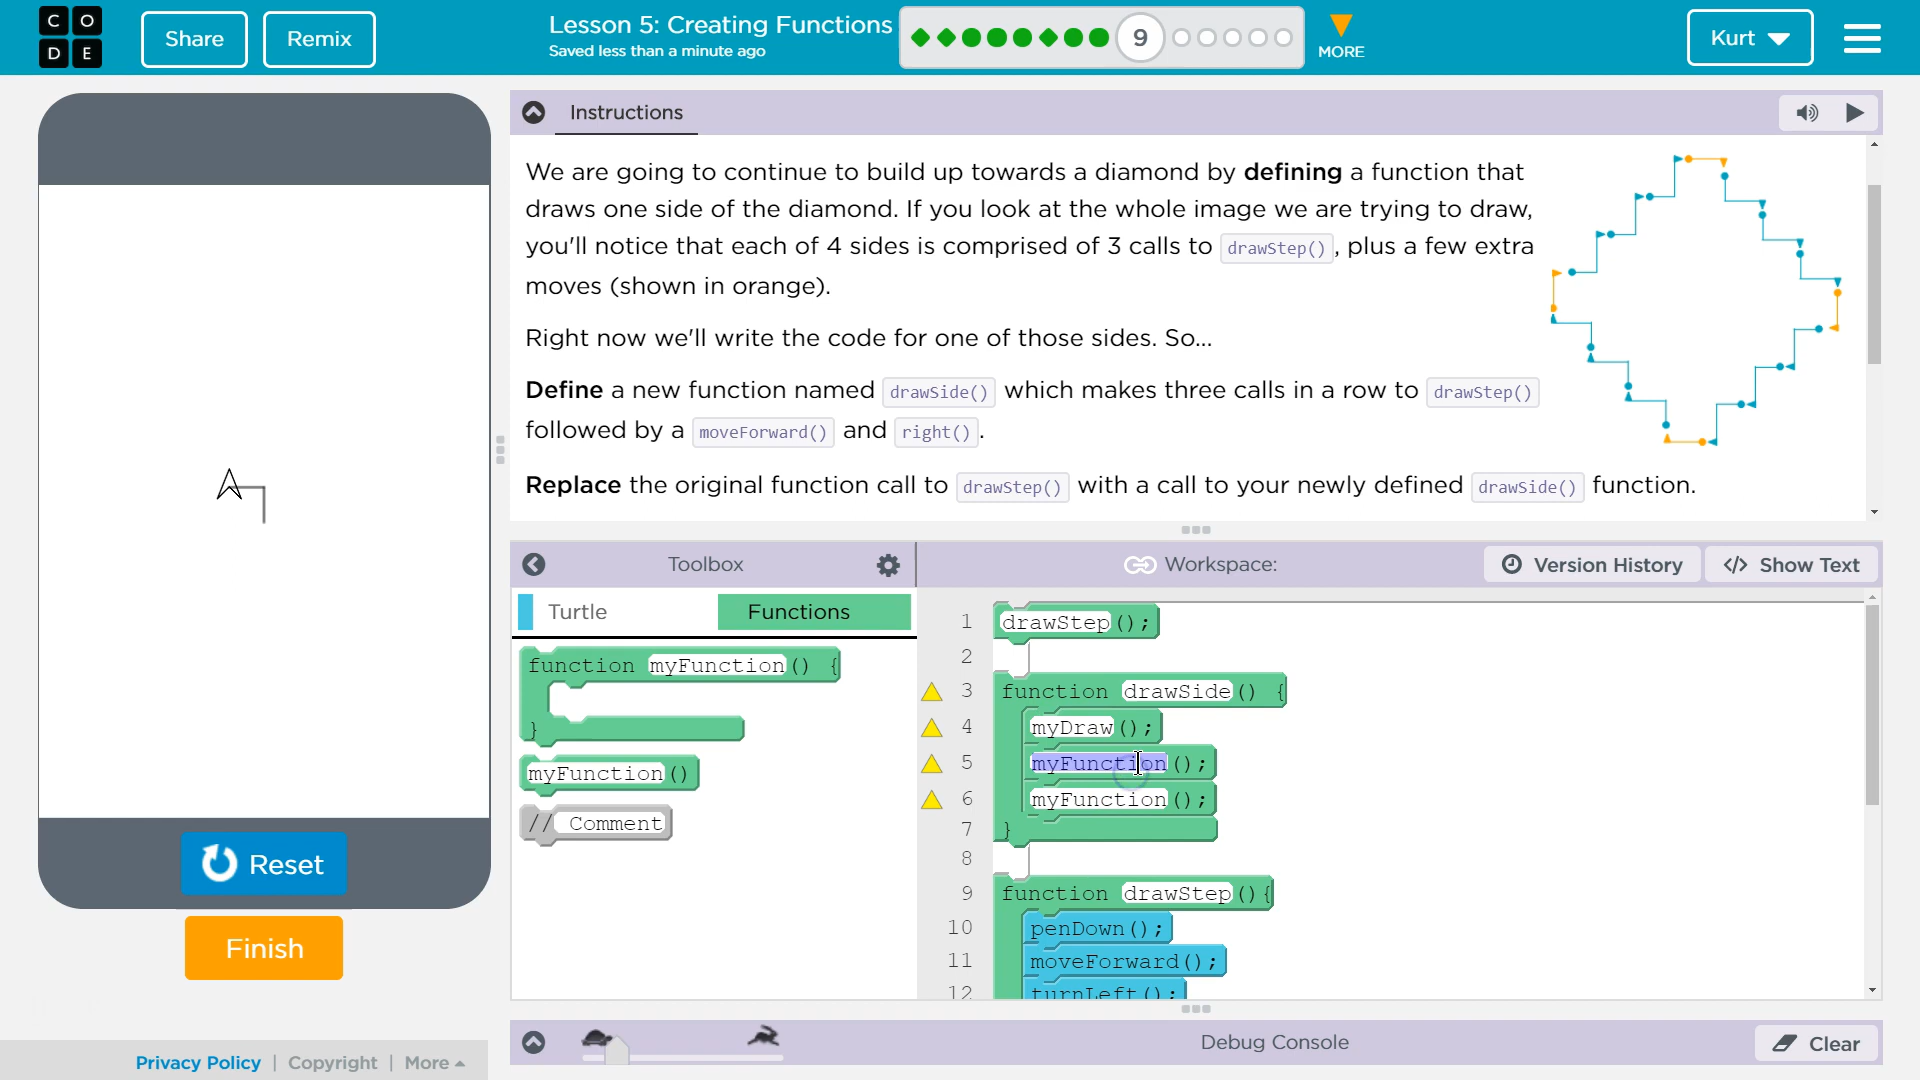 CODE
Share
Remix
Lesson 5: Creating Functions
Saved less than a minute ago
9
MORE
Kurt
Instructions
We are going to continue to build up towards a diamond by defining a function that
draws one side of the diamond. If you look at the whole image we are trying to draw,
you'll notice that each of 4 sides is comprised of 3 calls to drawStep(), plus a few extra
moves (shown in orange).
Right now we'll write the code for one of those sides. So...
Define a new function named drawSide() which makes three calls in a row to drawStep()
followed by a moveForward() and right().
Replace the original function call to drawStep() with a call to your newly defined drawSide() function.
Toolbox
Workspace:
Version History
</> Show Text
Turtle
Functions
function myFunction() {
}
myFunction()
// Comment
1 drawStep();
2
3 function drawSide() {
4 myDraw();
5 myFunction();
6 myFunction();
7 }
8
9 function drawStep(){
10 penDown();
11 moveForward();
12 turnLeft();
Reset
Finish
Debug Console
Clear
Privacy Policy | Copyright | More